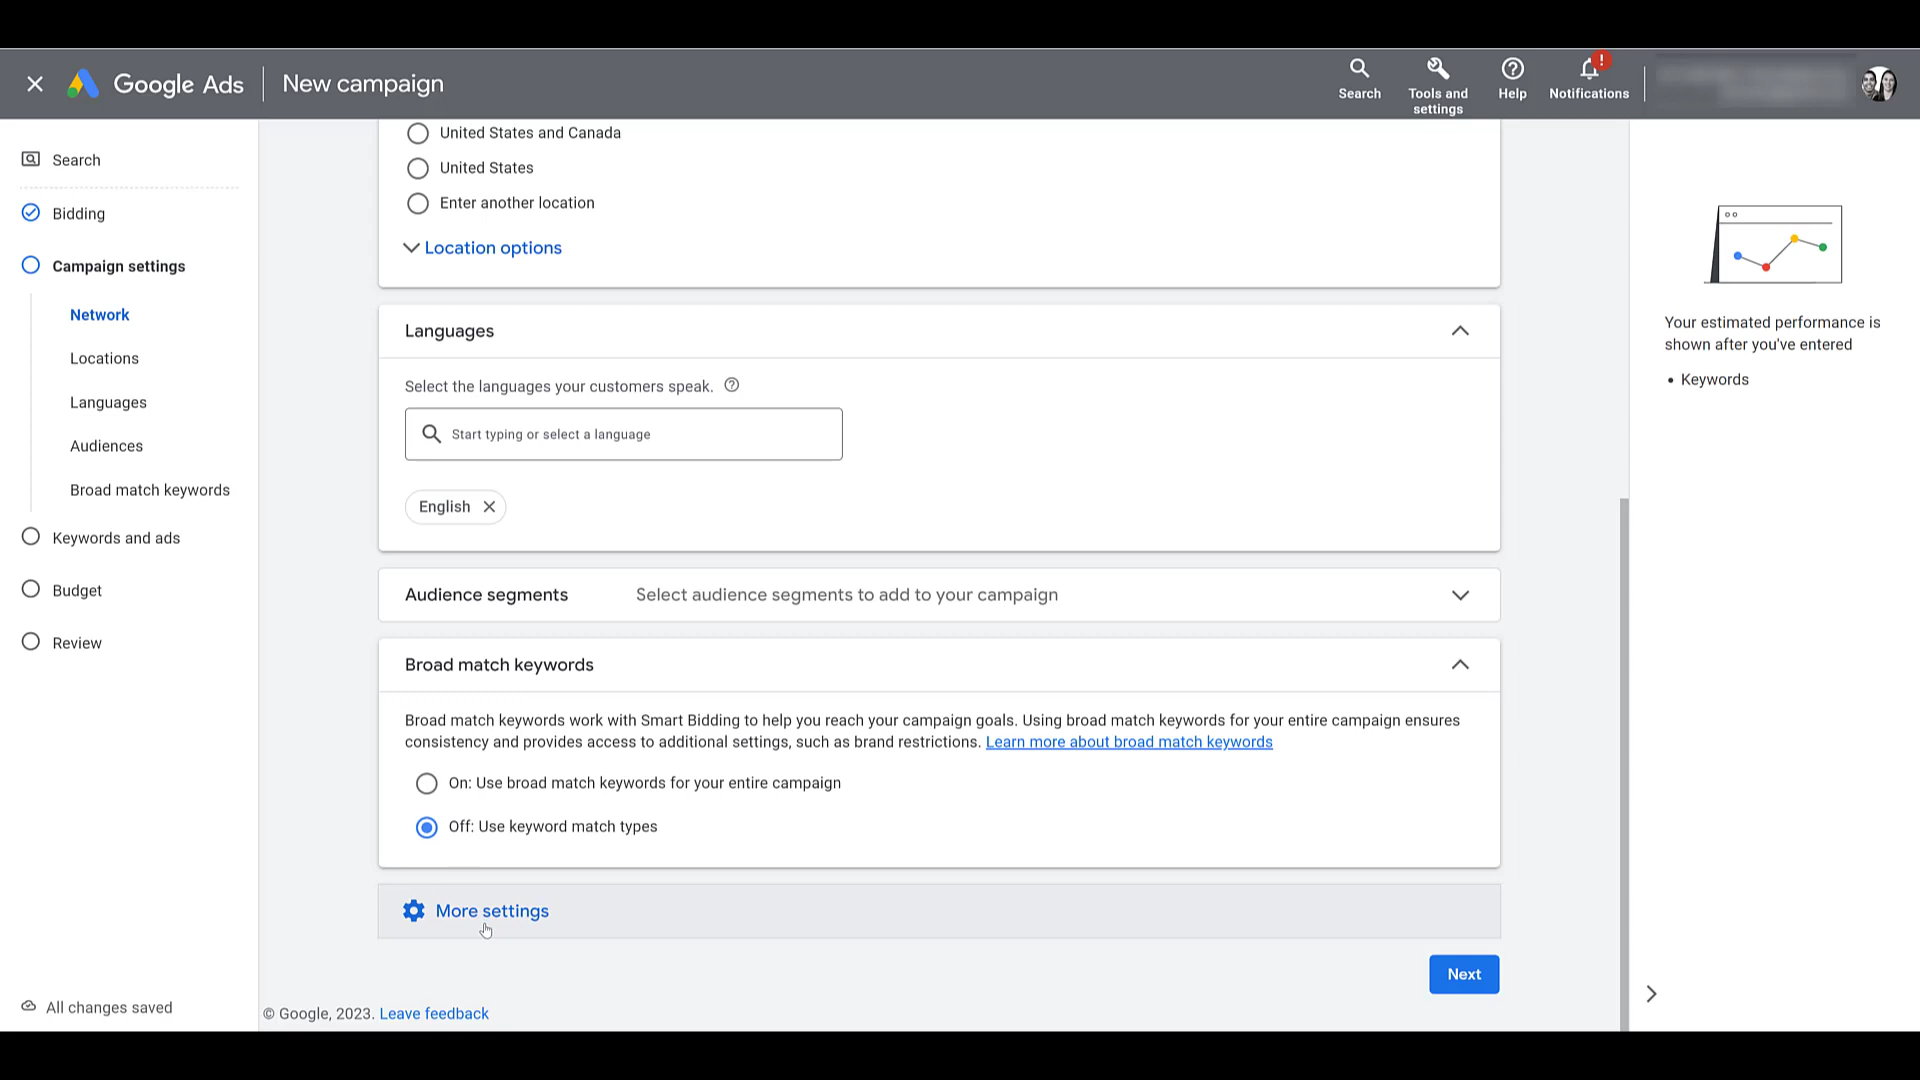 Google Ads
New campaign
Search
Tools and
settings
Help
!
Notifications
Search
Bidding
Campaign settings
Network
Locations
Languages
Audiences
Broad match keywords
Keywords and ads
Budget
Review
All changes saved
United States and Canada
United States
Enter another location
Location options
Languages
Select the languages your customers speak.
Start typing or select a language
English
Audience segments Select audience segments to add to your campaign
Broad match keywords
Broad match keywords work with Smart Bidding to help you reach your campaign goals. Using broad match keywords for your entire campaign ensures
consistency and provides access to additional settings, such as brand restrictions. Learn more about broad match keywords
On: Use broad match keywords for your entire campaign
Off: Use keyword match types
More settings
Next
© Google, 2023. Leave feedback
Your estimated performance is
shown after you've entered
• Keywords